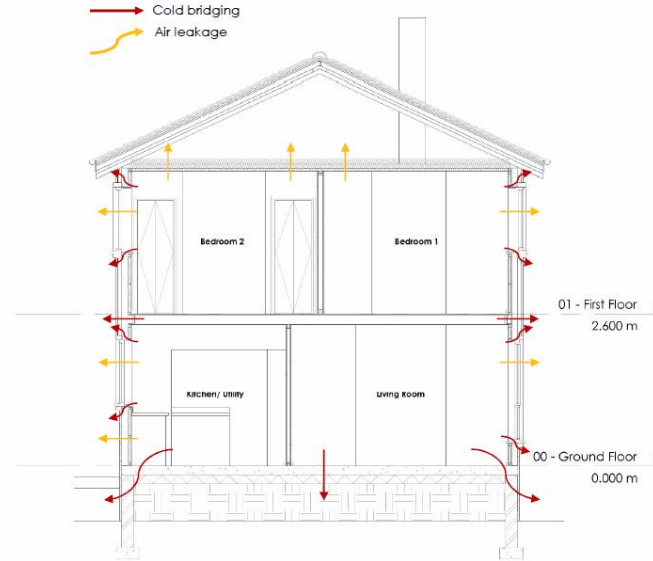 Cold bridging
Air leakage
Bedroom 2
Bedroom 1
01 - First Floor
2.600 m
Kitchen/ Utility
Living Room
00 - Ground Floor
0.000 m